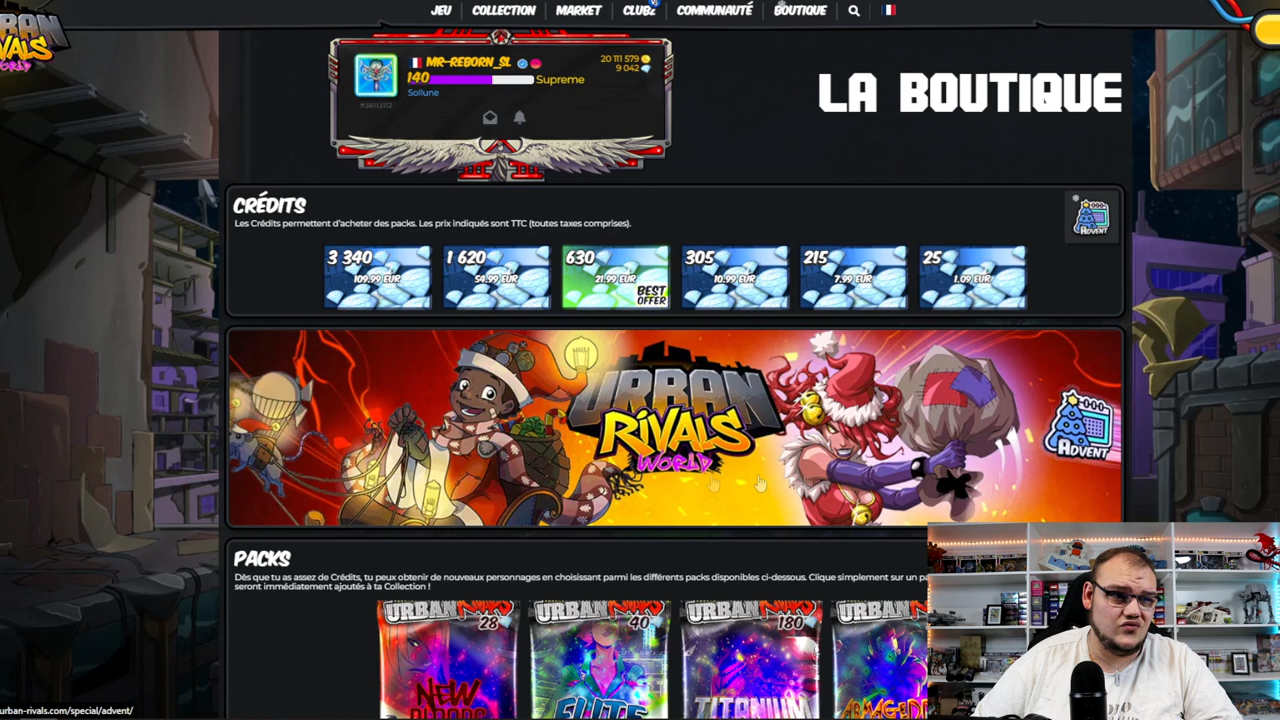 JEU
COLLECTION
MARKET
CLUBZ
COMMUNAUTÉ
BOUTIQUE
MR-REBORN_SL
140
Supreme
Sollune
20 111 579
9 042
LA BOUTIQUE
CRÉDITS
Les Crédits permettent d'acheter des packs. Les prix indiqués sont TTC (toutes taxes comprises).
ADVENT
3 340
109.99 EUR
1 620
54.99 EUR
630
21.99 EUR
BEST
OFFER
305
10.99 EUR
215
7.99 EUR
25
1.09 EUR
URBAN
RIVALS
WORLD
ADVENT
PACKS
Dès que tu as assez de Crédits, tu peux obtenir de nouveaux personnages en choisissant parmi les différents packs disponibles ci-dessous. Clique simplement sur un pa
seront immédiatement ajoutés à ta Collection !
URBAN RIVALS
28
NEW
URBAN RIVALS
40
ELITE
URBAN RIVALS
180
TITANIUM
URBAN
urban-rivals.com/special/advent/